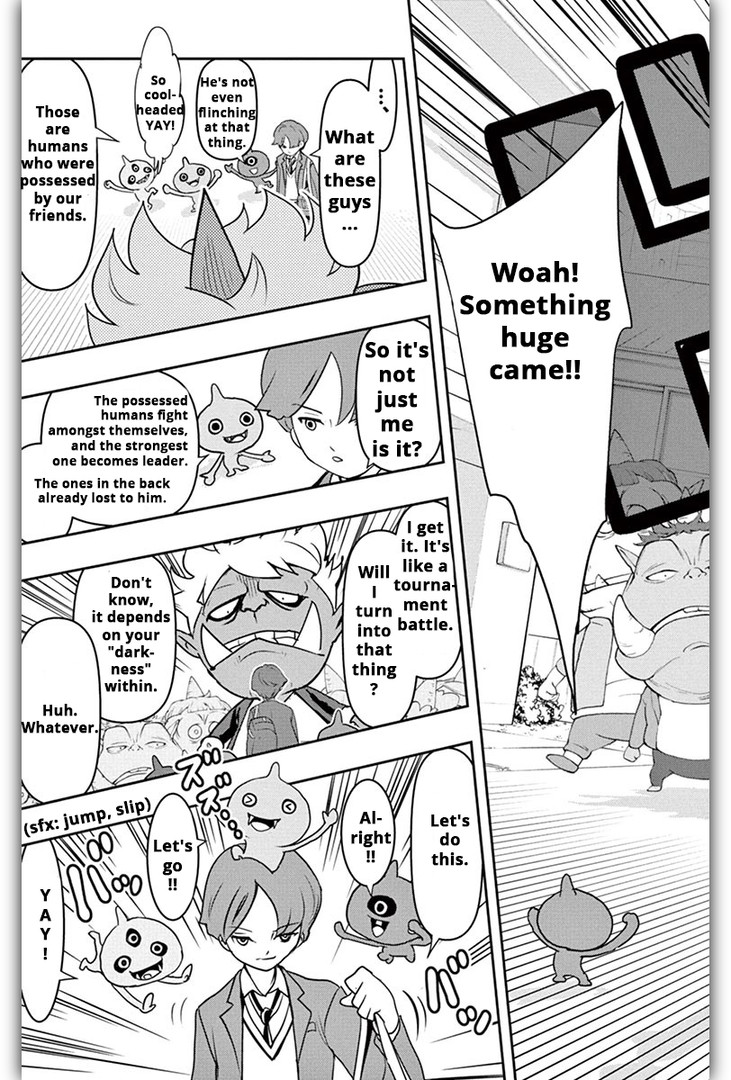 Woah!
Something
huge
came!!
⋮
What
are
these
guys
...
He's not
even
flinching
at that
thing.
So
cool-
headed
YAY!
Those
are
humans
who were
possessed
by our
friends.
So it's
not
just
me
is it?
The possessed
humans fight
amongst themselves,
and the strongest
one becomes leader.
The ones in the back
already lost to him.
I get
it. It's
like a
tourna-
ment
battle.
Will
I
turn
into
that
thing
?
Don't
know,
it depends
on your
"dark-
ness"
within.
Huh.
Whatever.
Let's
do
this.
Al-
right
!!
Let's
go
!!
ズズ...
(sfx: jump, slip)
バッ
バッ
Y
A
Y
!